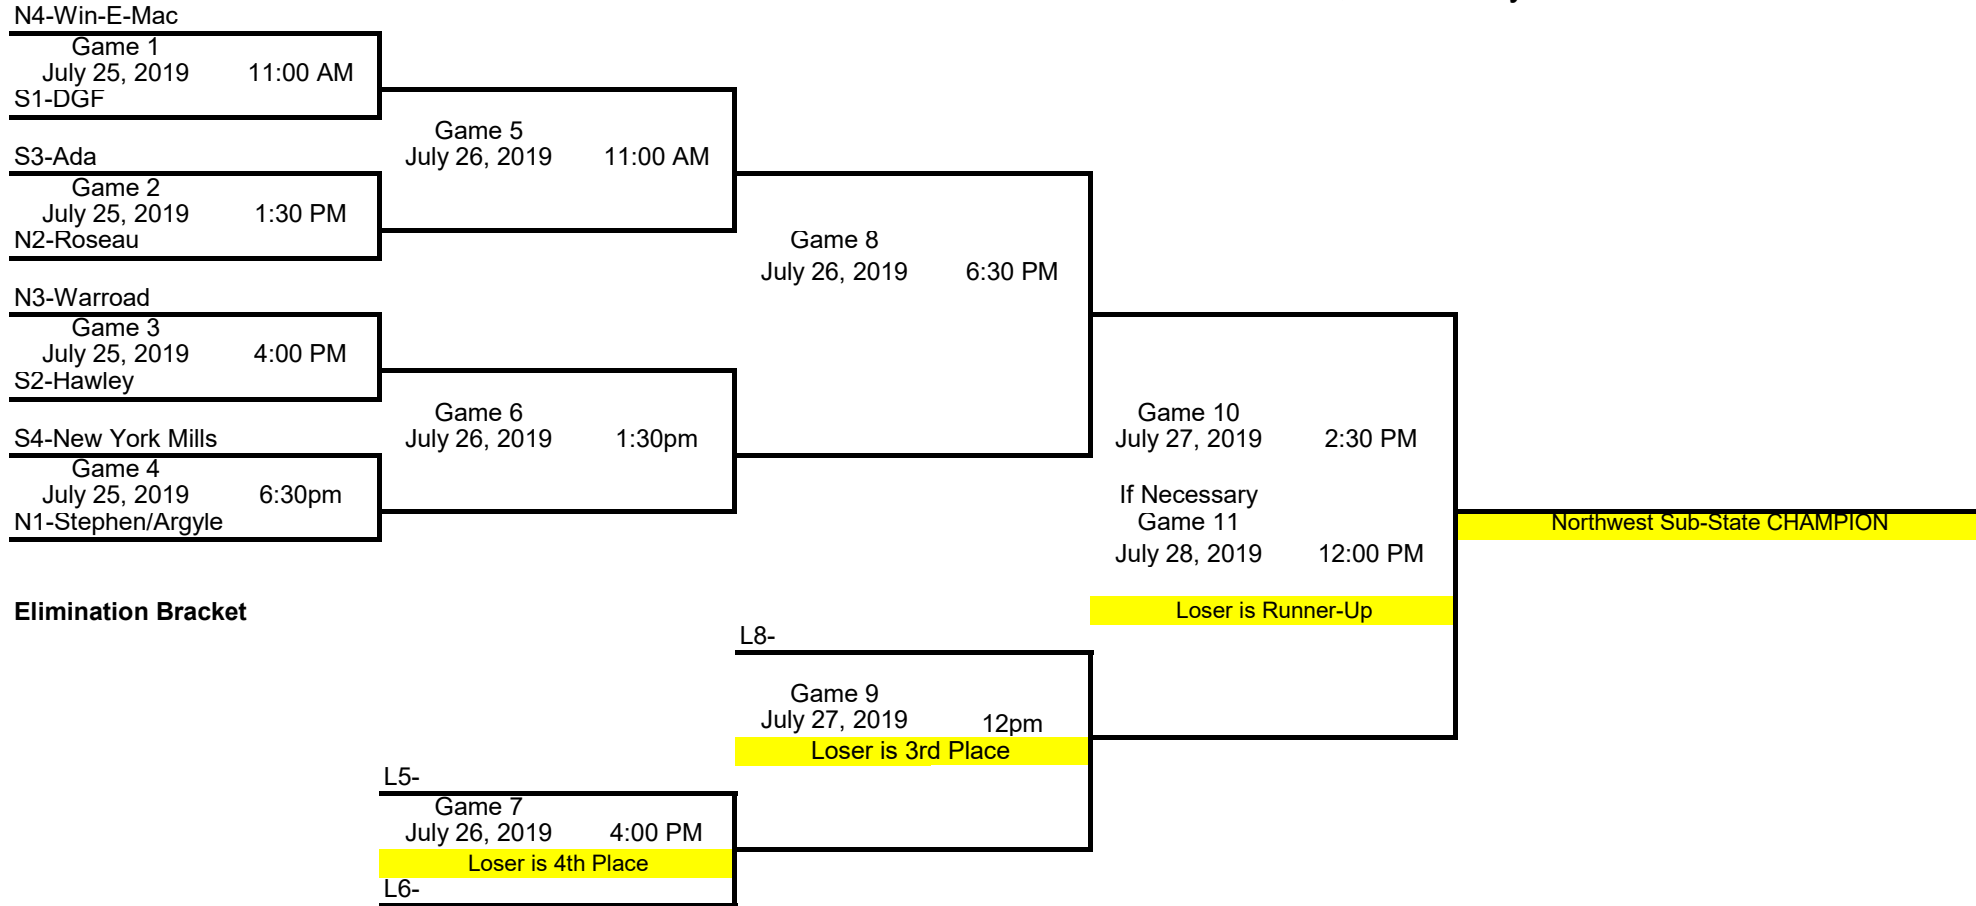 N4-Win-E-Mac
Game 1
July 25, 2019 11:00 AM
S1-DGF
Game 5
July 26, 2019 11:00 AM
S3-Ada
Game 2
July 25, 2019 1:30 PM
N2-Roseau
Game 8
July 26, 2019 6:30 PM
N3-Warroad
Game 3
July 25, 2019 4:00 PM
S2-Hawley
Game 6
July 26, 2019 1:30pm
S4-New York Mills
Game 4
July 25, 2019 6:30pm
N1-Stephen/Argyle
Game 10
July 27, 2019 2:30 PM
If Necessary
Game 11
July 28, 2019 12:00 PM
Northwest Sub-State CHAMPION
Loser is Runner-Up
Elimination Bracket
L8-
Game 9
July 27, 2019 12pm
Loser is 3rd Place
L5-
Game 7
July 26, 2019 4:00 PM
Loser is 4th Place
L6-